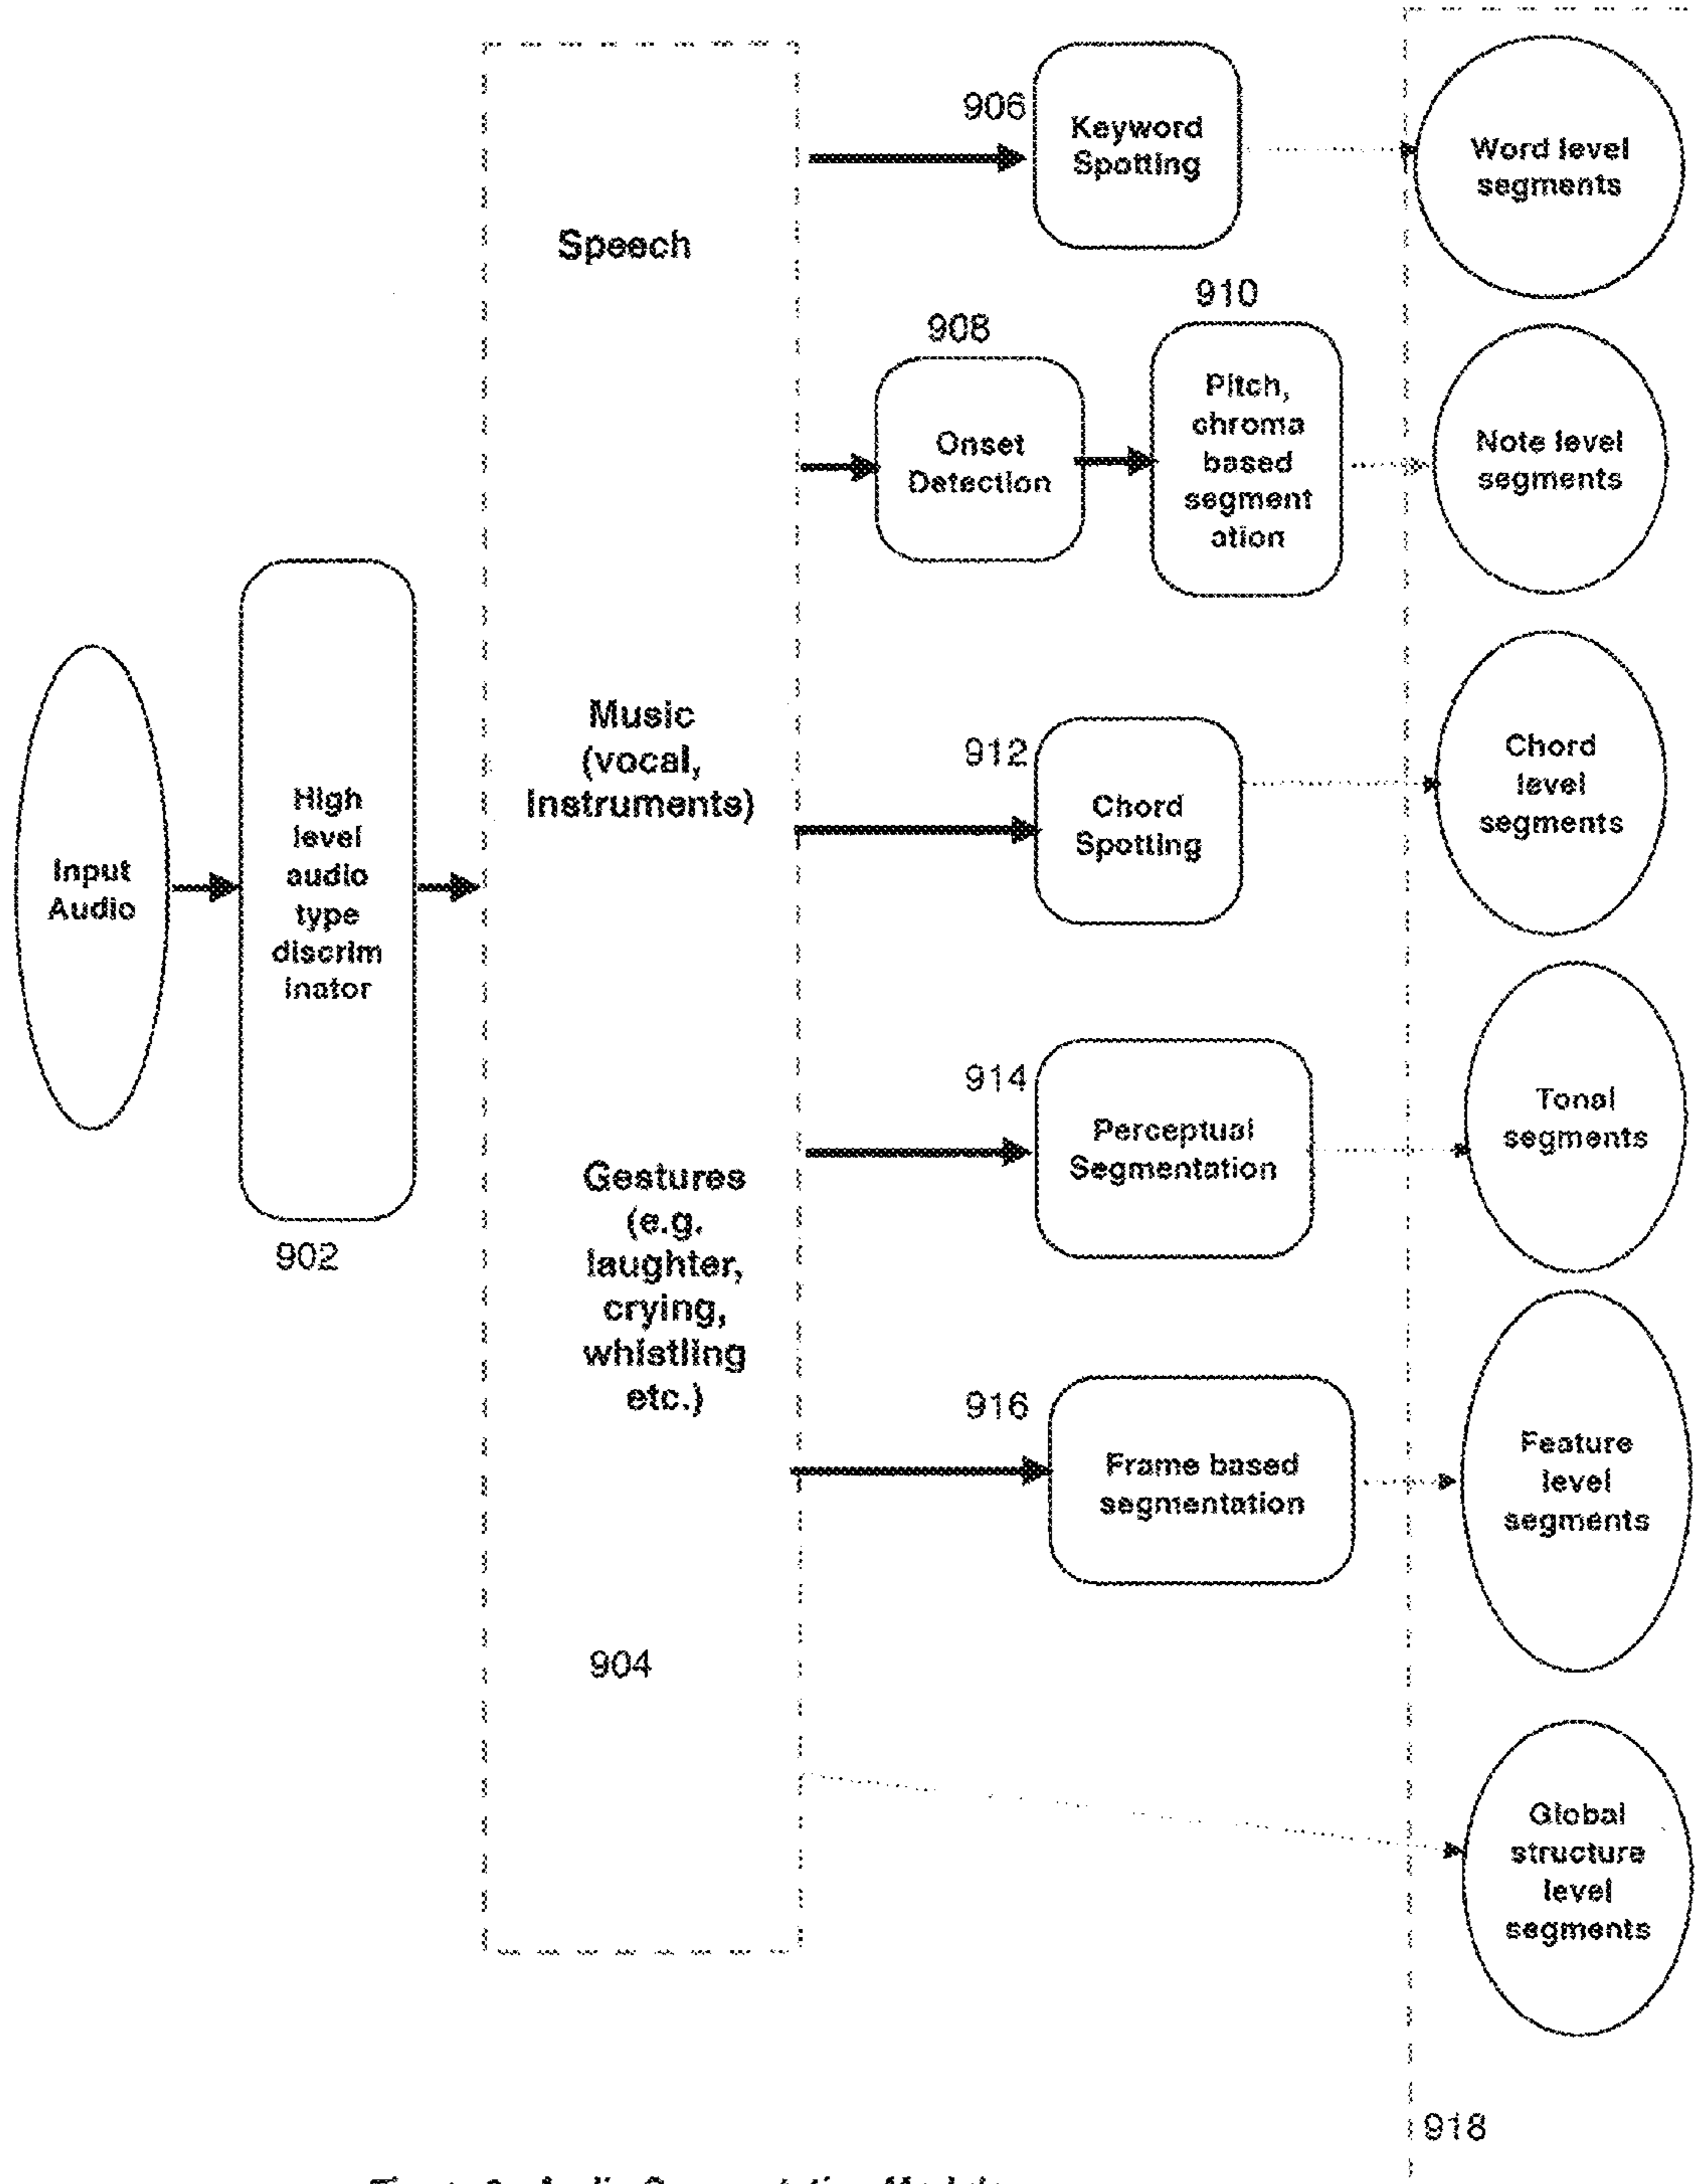 Input
Audio
High
level
audio
type
discrim
inator
902
Speech
Music
(vocal,
Instruments)
Gestures
(e.g.
laughter,
crying,
whistling
etc.)
904
906
Keyword
Spotting
Word level
segments
908
Onset
Detection
910
Pitch,
chroma
based
segment
ation
Note level
segments
912
Chord
Spotting
Chord
level
segments
914
Perceptual
Segmentation
Tonal
segments
916
Frame based
segmentation
Feature
level
segments
Global
structure
level
segments
918